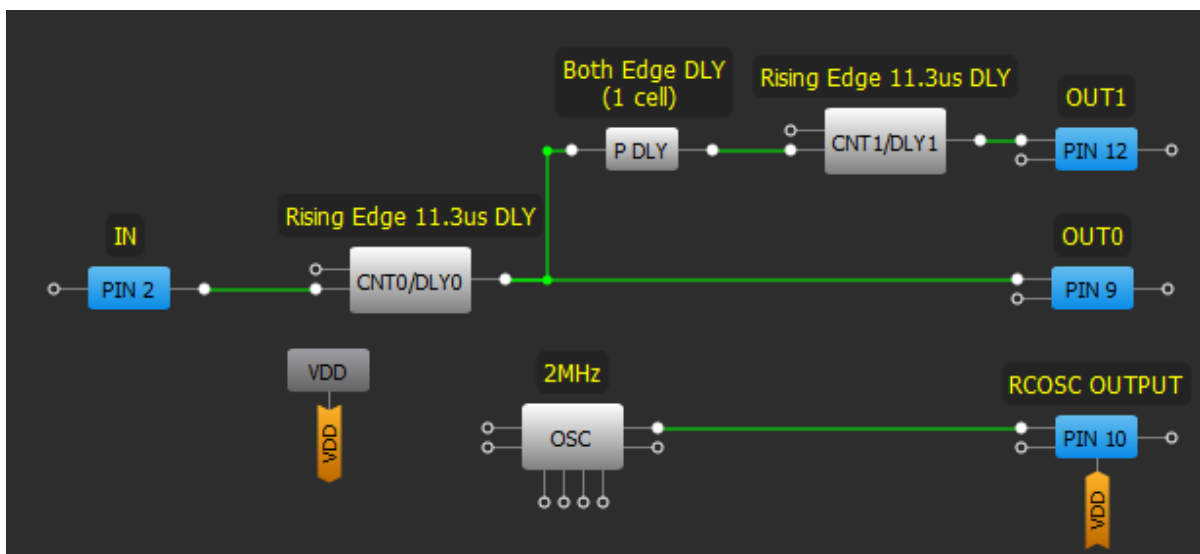 Both Edge DLY
(1 cell)
Rising Edge 11.3us DLY
OUT1
P DLY
CNT1/DLY1
PIN 12
Rising Edge 11.3us DLY
IN
OUT0
PIN 2
CNT0/DLY0
PIN 9
VDD
2MHz
RCOSC OUTPUT
VDD
OSC
PIN 10
VDD